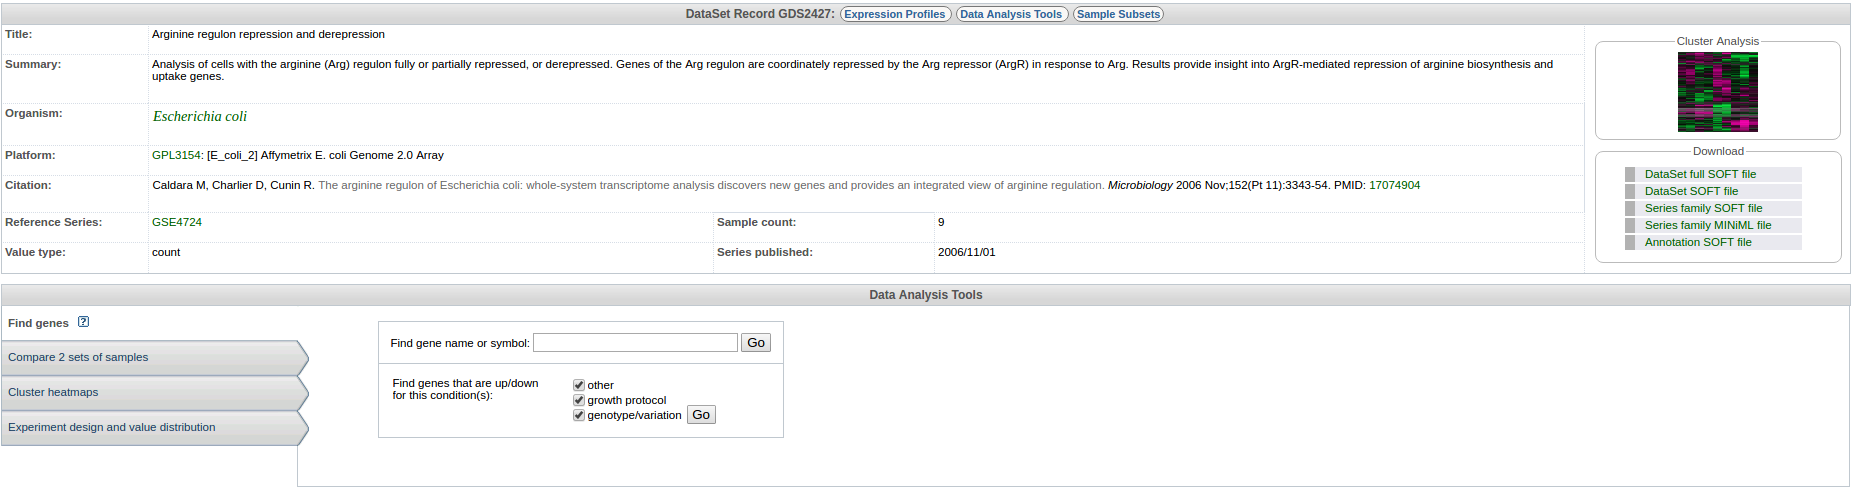 DataSet Record GDS2427: Expression Profiles Data Analysis Tools Sample Subsets
Title: Arginine regulon repression and derepression
Cluster Analysis
Summary: Analysis of cells with the arginine (Arg) regulon fully or partially repressed, or derepressed. Genes of the Arg regulon are coordinately repressed by the Arg repressor (ArgR) in response to Arg. Results provide insight into ArgR-mediated repression of arginine biosynthesis and
uptake genes.
Organism: Escherichia coli
Platform: GPL3154: [E_coli_2] Affymetrix E. coli Genome 2.0 Array
Citation: Caldara M, Charlier D, Cunin R. The arginine regulon of Escherichia coli: whole-system transcriptome analysis discovers new genes and provides an integrated view of arginine regulation. Microbiology 2006 Nov;152(Pt 11):3343-54. PMID: 17074904
Reference Series: GSE4724 Sample count: 9
Value type: count Series published: 2006/11/01
Download
DataSet full SOFT file
DataSet SOFT file
Series family SOFT file
Series family MINiML file
Annotation SOFT file
Data Analysis Tools
Find genes ?
Compare 2 sets of samples
Cluster heatmaps
Experiment design and value distribution
Find gene name or symbol: Go
Find genes that are up/down
for this condition(s):
other
growth protocol
genotype/variation Go